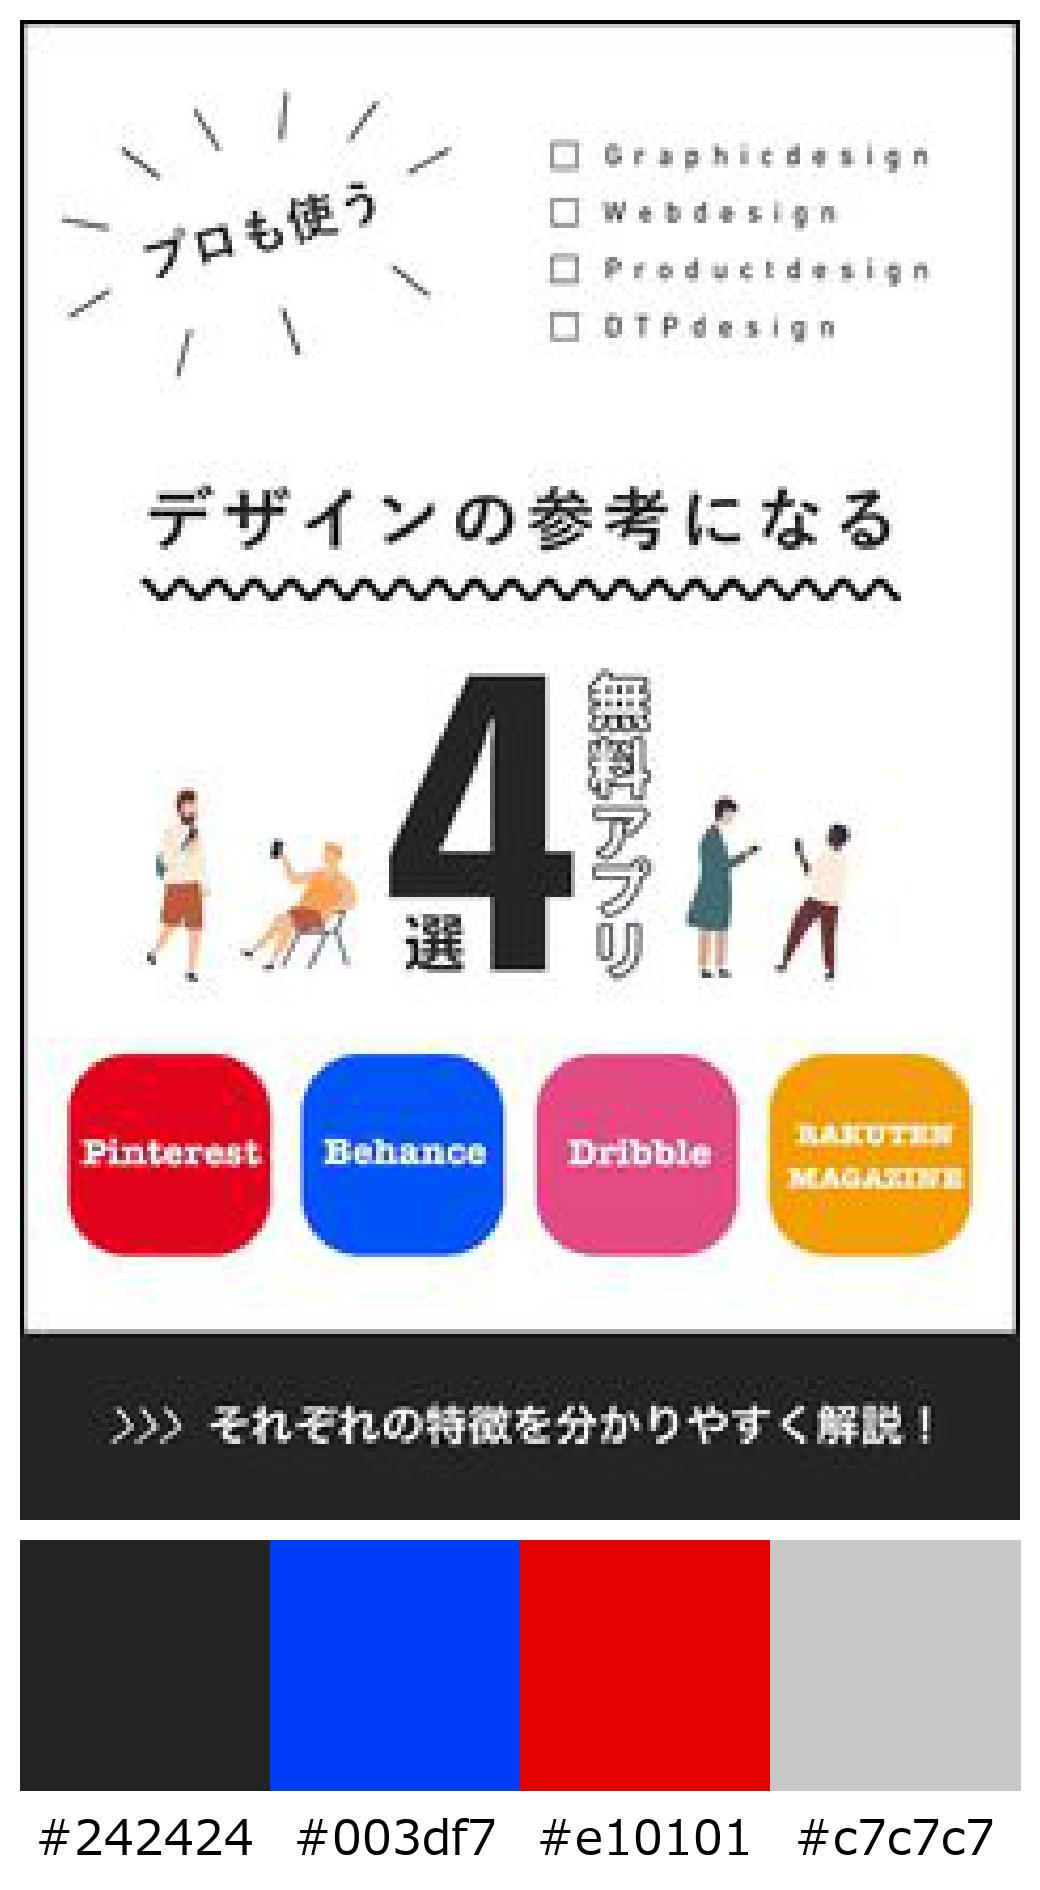 プロも使う
Graphicdesign
Webdesign
Productdesign
DTPdesign
デザインの参考になる
4選
無料アプリ
Pinterest
Behance
Dribble
RAKUTEN
MAGAZINE
>>> それぞれの特徴を分かりやすく解説！
#242424
#003df7
#e10101
#c7c7c7